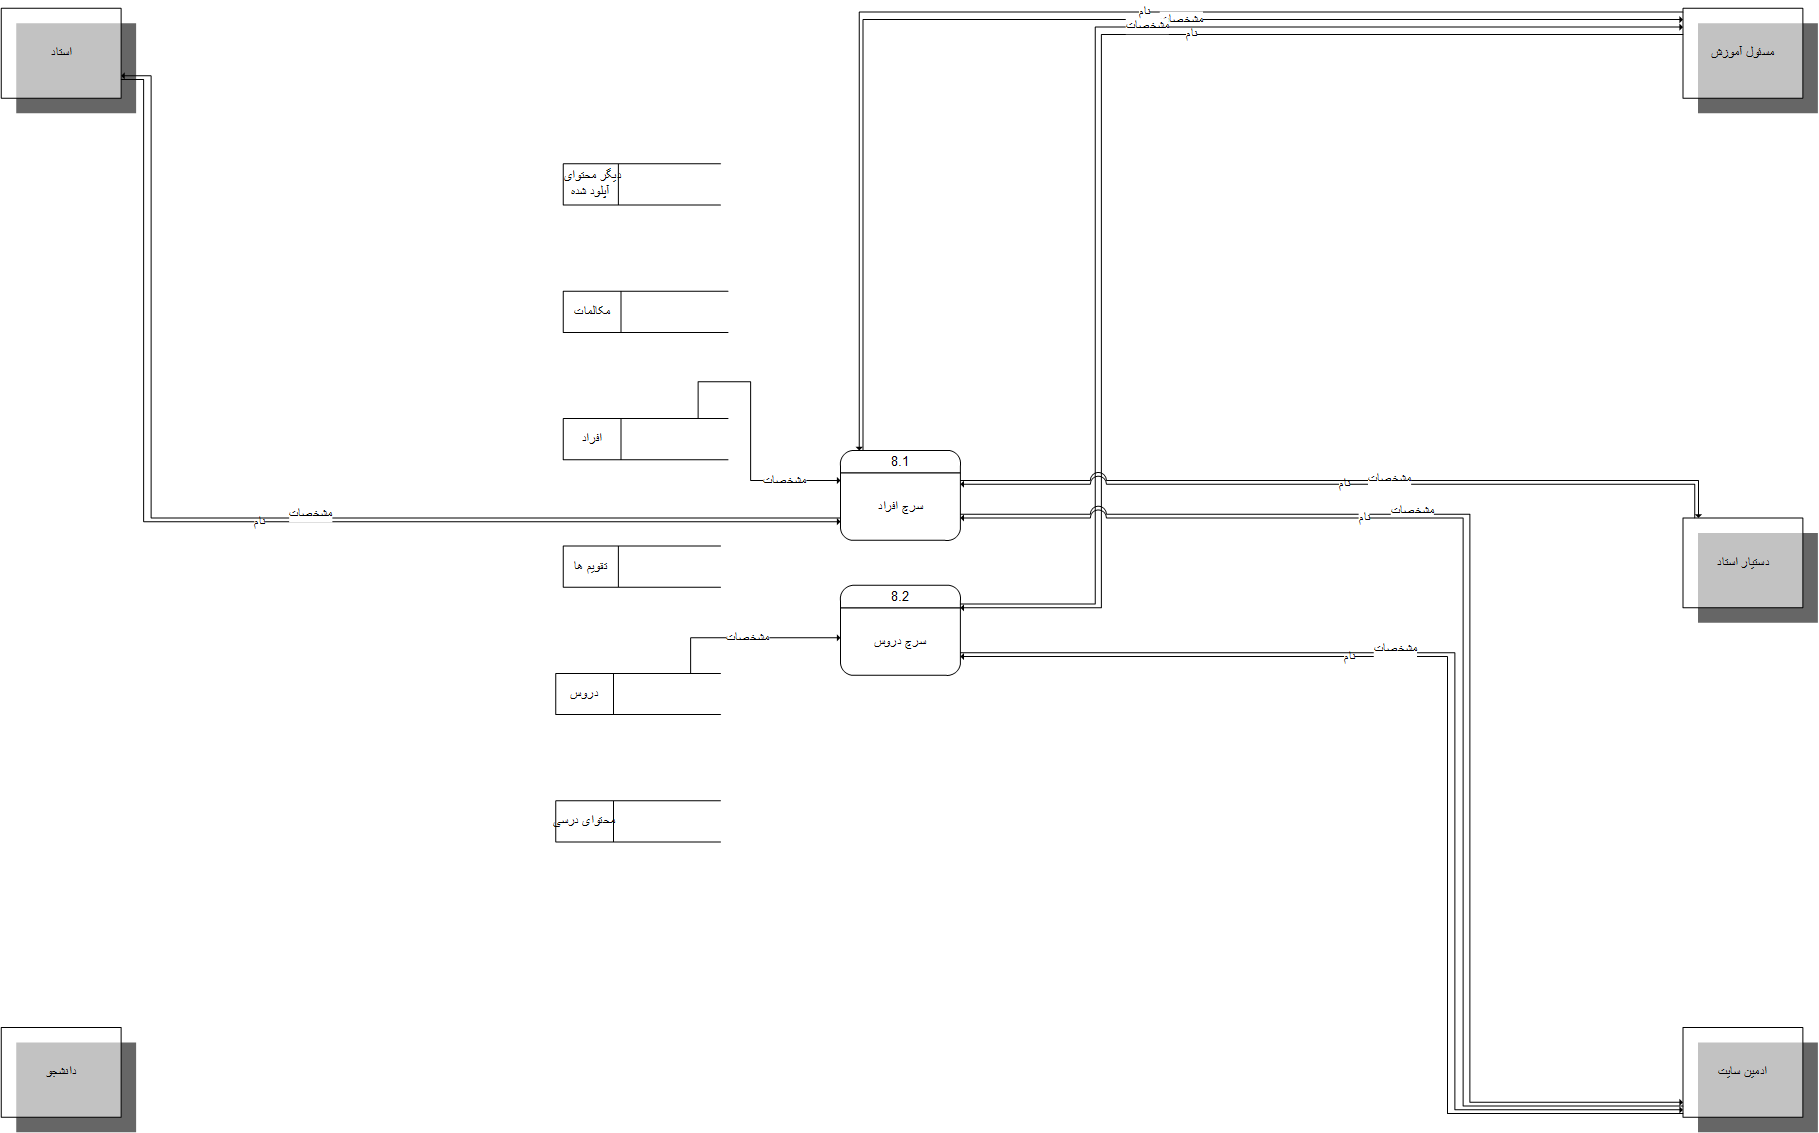 استاد
مسئول آموزش
نام
مشخصات
مشخصات
نام
دیگر محتوای
آپلود شده
مکالمات
افراد
8.1
سرچ افراد
مشخصات
مشخصات
نام
مشخصات
نام
مشخصات
نام
دستیار استاد
تقویم ها
8.2
سرچ دروس
مشخصات
مشخصات
نام
دروس
محتوای درسی
دانشجو
ادمین سایت